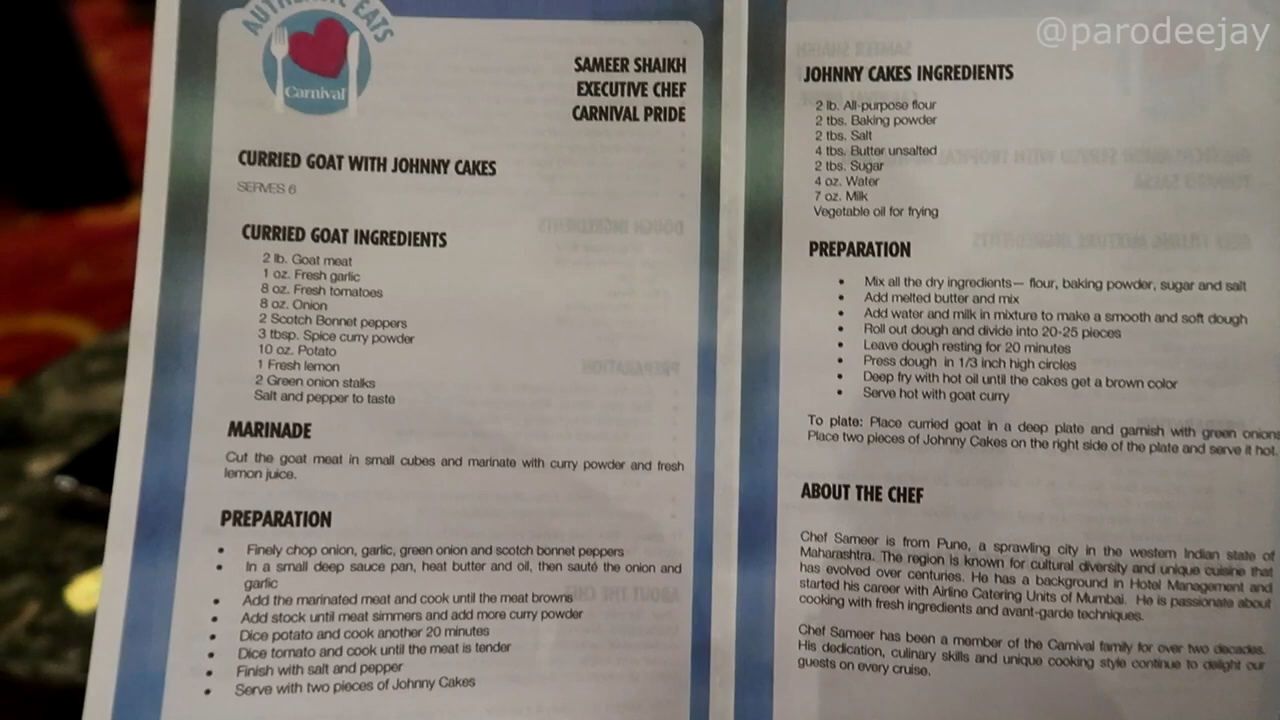 @parodeejay
AUTHENTIC EATS
Carnival
SAMEER SHAIKH
EXECUTIVE CHEF
CARNIVAL PRIDE
CURRIED GOAT WITH JOHNNY CAKES
SERVES 6
CURRIED GOAT INGREDIENTS
2 lb. Goat meat
1 oz. Fresh garlic
8 oz. Fresh tomatoes
8 oz. Onion
2 Scotch Bonnet peppers
3 tbsp. Spice curry powder
10 oz. Potato
1 Fresh lemon
2 Green onion stalks
Salt and pepper to taste
MARINADE
Cut the goat meat in small cubes and marinate with curry powder and fresh
lemon juice.
PREPARATION
• Finely chop onion, garlic, green onion and scotch bonnet peppers
• In a small deep sauce pan, heat butter and oil, then sauté the onion and
garlic
• Add the marinated meat and cook until the meat browns
• Add stock until meat simmers and add more curry powder
• Dice potato and cook another 20 minutes
• Dice tomato and cook until the meat is tender
• Finish with salt and pepper
• Serve with two pieces of Johnny Cakes
JOHNNY CAKES INGREDIENTS
2 lb. All-purpose flour
2 tbs. Baking powder
2 tbs. Salt
4 tbs. Butter unsalted
2 tbs. Sugar
4 oz. Water
7 oz. Milk
Vegetable oil for frying
PREPARATION
• Mix all the dry ingredients— flour, baking powder, sugar and salt
• Add melted butter and mix
• Add water and milk in mixture to make a smooth and soft dough
• Roll out dough and divide into 20-25 pieces
• Leave dough resting for 20 minutes
• Press dough in 1/3 inch high circles
• Deep fry with hot oil until the cakes get a brown color
• Serve hot with goat curry
To plate: Place curried goat in a deep plate and garnish with green onions
Place two pieces of Johnny Cakes on the right side of the plate and serve it hot.
ABOUT THE CHEF
Chef Sameer is from Pune, a sprawling city in the western Indian state of
Maharashtra. The region is known for cultural diversity and unique cuisine that
has evolved over centuries. He has a background in Hotel Management and
started his career with Airline Catering Units of Mumbai. He is passionate about
cooking with fresh ingredients and avant-garde techniques.
Chef Sameer has been a member of the Carnival family for over two decades.
His dedication, culinary skills and unique cooking style continue to delight our
guests on every cruise.